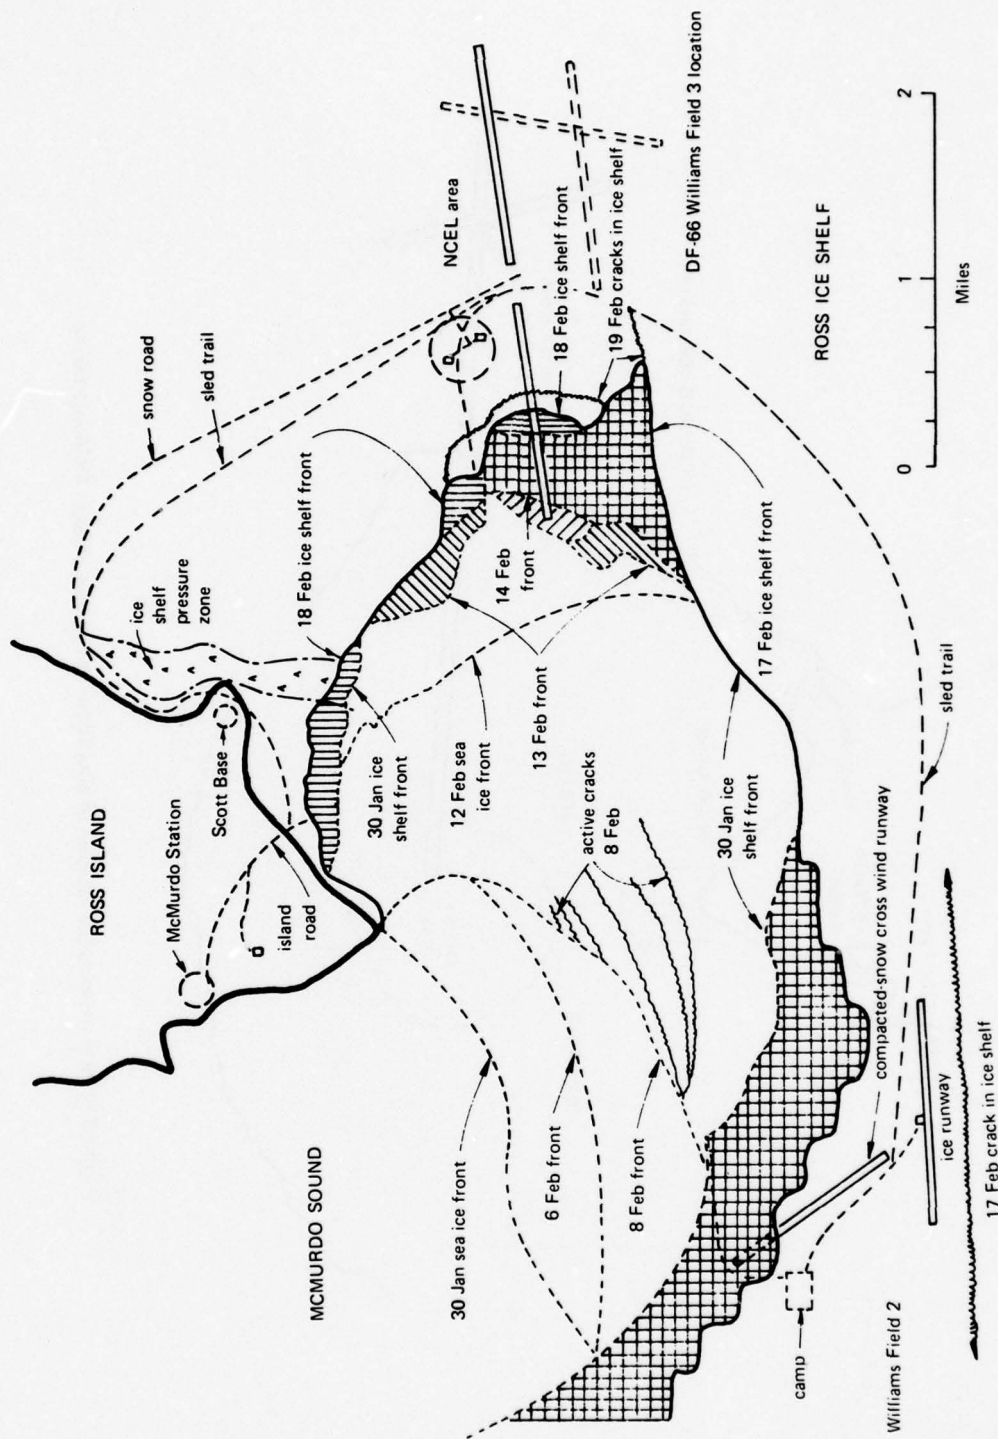 ROSS ISLAND
McMurdo Station
Scott Base
island
road
ice
shelf
pressure
zone
snow road
sled trail
18 Feb ice shelf front
MCMURDO SOUND
30 Jan sea ice front
6 Feb front
8 Feb front
active cracks
8 Feb
30 Jan ice
shelf front
12 Feb sea
ice front
13 Feb front
14 Feb
front
NCEL area
18 Feb ice shelf front
19 Feb cracks in ice shelf
DF-66 Williams Field 3 location
30 Jan ice
shelf front
17 Feb ice shelf front
ROSS ICE SHELF
camp
Williams Field 2
compacted-snow cross wind runway
ice runway
17 Feb crack in ice shelf
sled trail
0
1
2
Miles